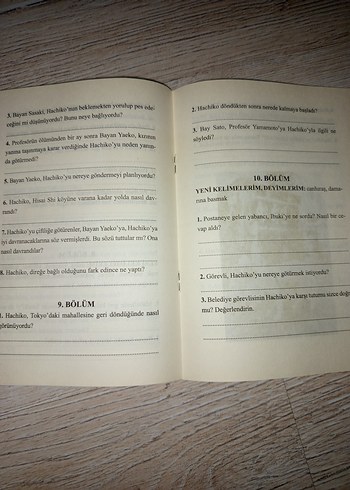 3. Bayan Sasaki, Hachiko'nun beklemekten yorulup pes ede-
ceğini mi düşünüyordu? Bunu neye bağlıyordu?
4. Profesörün ölümünden bir ay sonra Bayan Yaeko, kızının
yanına taşınmaya karar verdiğinde Hachiko'yu neden yanın-
da götürmedi?
5. Bayan Yaeko, Hachiko'yu nereye göndermeyi planlıyordu?
6. Hachiko, Hisai Shi köyüne varana kadar yolda nasıl dav-
randı?
7. Hachiko'yu çiftliğe götürenler, Bayan Yaeko'ya, Hachiko'ya
iyi davranacaklarına söz vermişlerdi. Bu sözü tuttular mı? Ona
nasıl davrandılar?
8. Hachiko, direğe bağlı olduğunu fark edince ne yaptı?
9. BÖLÜM
1. Hachiko, Tokyo'daki mahallesine geri döndüğünde nasıl
görünüyordu?
2. Hachiko döndükten sonra nerede kalmaya başladı?
3. Bay Sato, Profesör Yamamoto'ya Hachiko'yla ilgili ne
söyledi?
10. BÖLÜM
YENİ KELİMELERİM, DEYİMLERİM: dama-
rına basmak
1. Postaneye gelen yabancı, Ibuki'ye ne sordu? Nasıl bir ce-
vap aldı?
2. Görevli, Hachiko'yu nereye götürmek istiyordu?
3. Belediye görevlisinin Hachiko'ya karşı tutumu sizce doğ
mu? Değerlendirin.